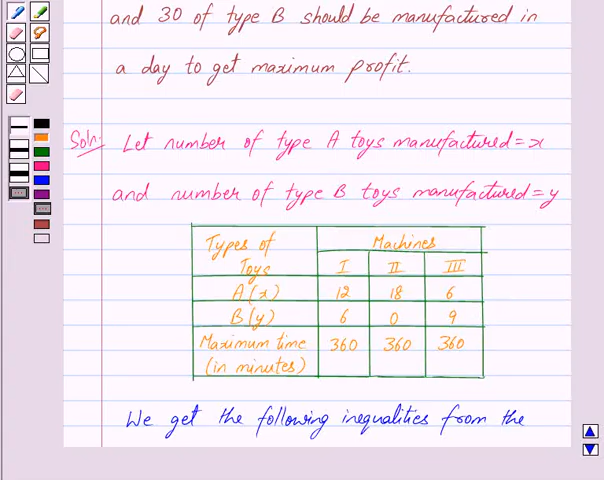 and 30 of type B should be manufactured in
a day to get maximum profit.
Soln: Let number of type A toys manufactured = x
and number of type B toys manufactured = y
Types of Toys Machines
I II III
A(x) 12 18 6
B(y) 6 0 9
Maximum time (in minutes) 360 360 360
We get the following inequalities from the